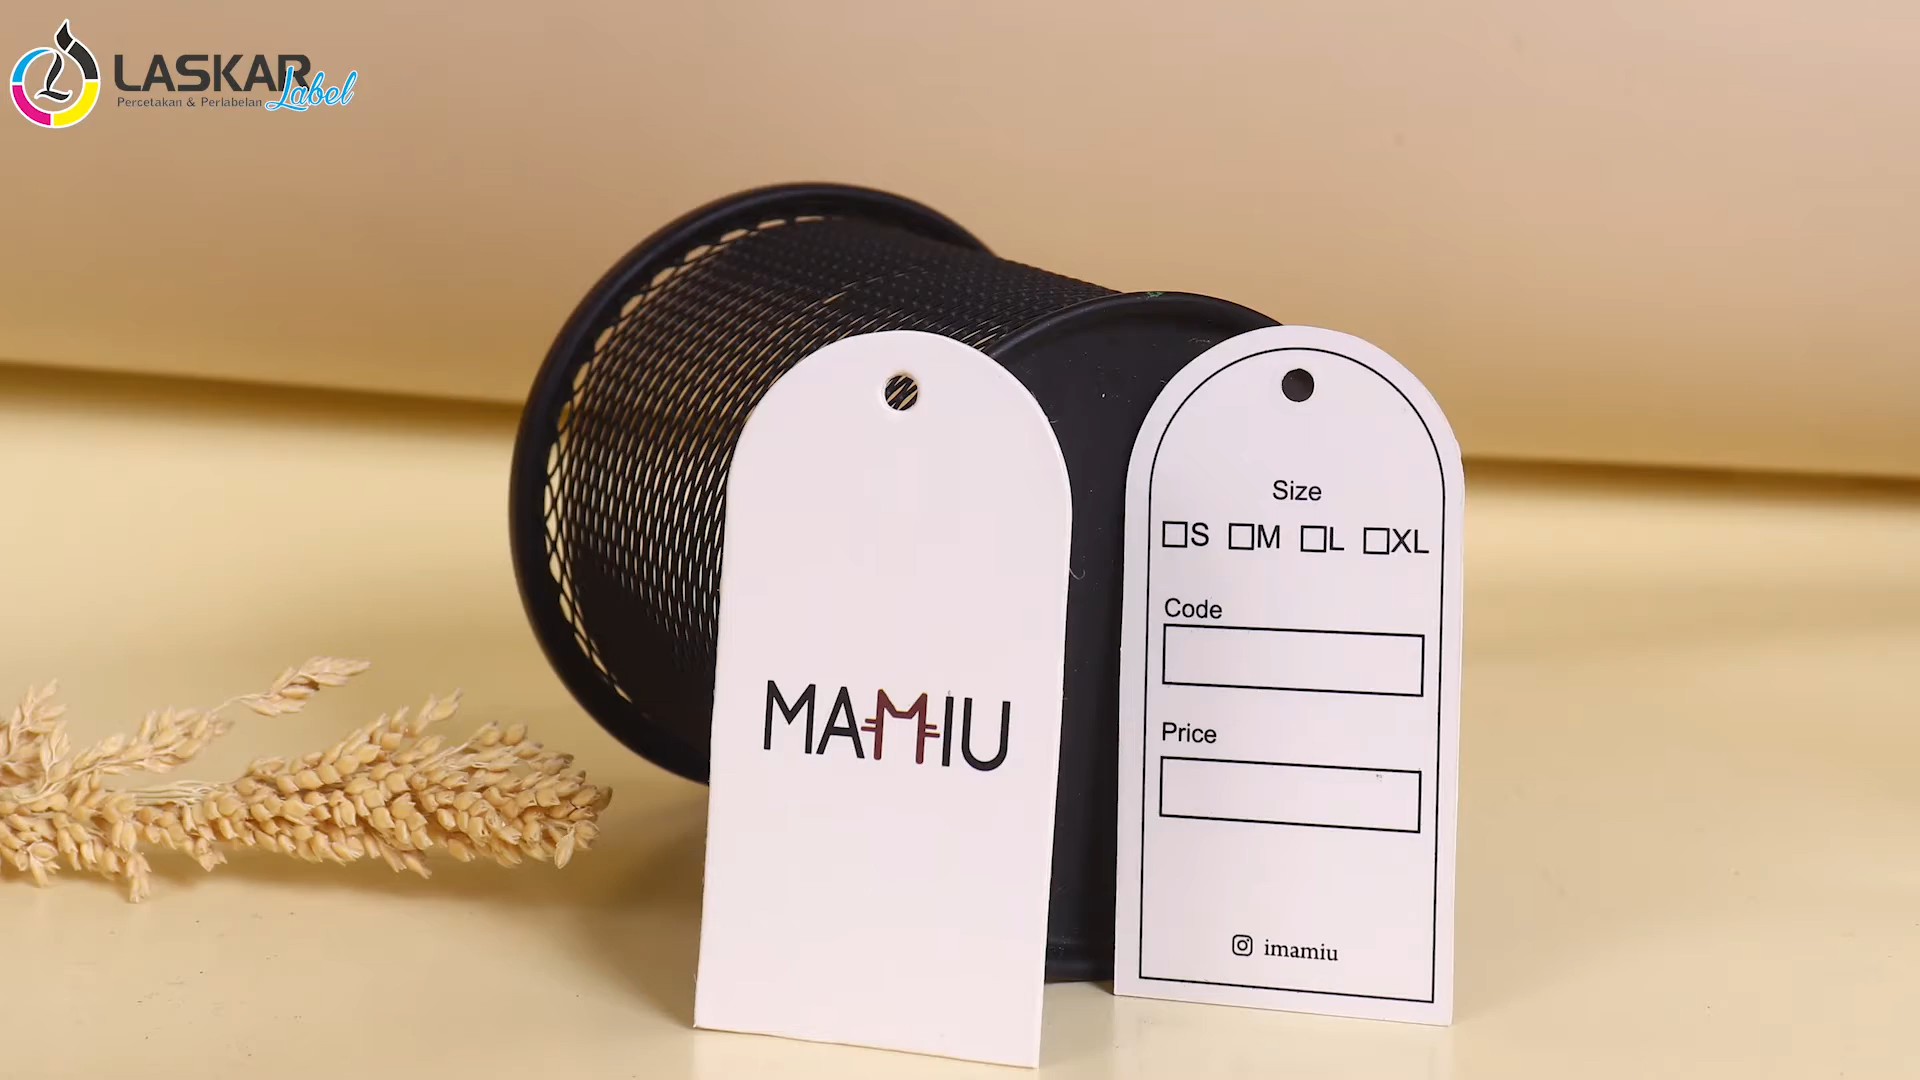 LASKAR
Label
Percetakan & Perlabelan
MAMIU
Size
S M L XL
Code
Price
imamiu